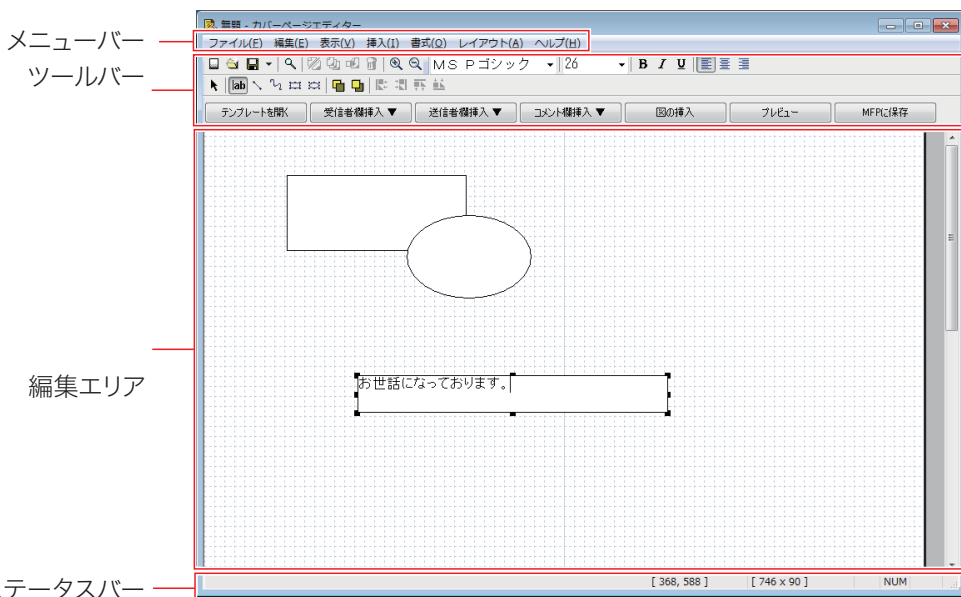 無題 - カバーページエディター
メニューバー
ファイル(F) 編集(E) 表示(V) 挿入(I) 書式(O) レイアウト(A) ヘルプ(H)
ツールバー
ＭＳ Ｐゴシック 26 B I U
ab
テンプレートを開く 受信者欄挿入▼ 送信者欄挿入▼ コメント欄挿入▼ 図の挿入 プレビュー MFPに保存
編集エリア
お世話になっております。
テータスバー
[ 368, 588 ] [ 746 x 90 ] NUM